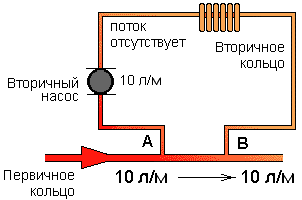 поток
отсутствует
Вторичное
кольцо
Вторичный
насос
10 л/м
А
В
Первичное
кольцо
10 л/м
10 л/м